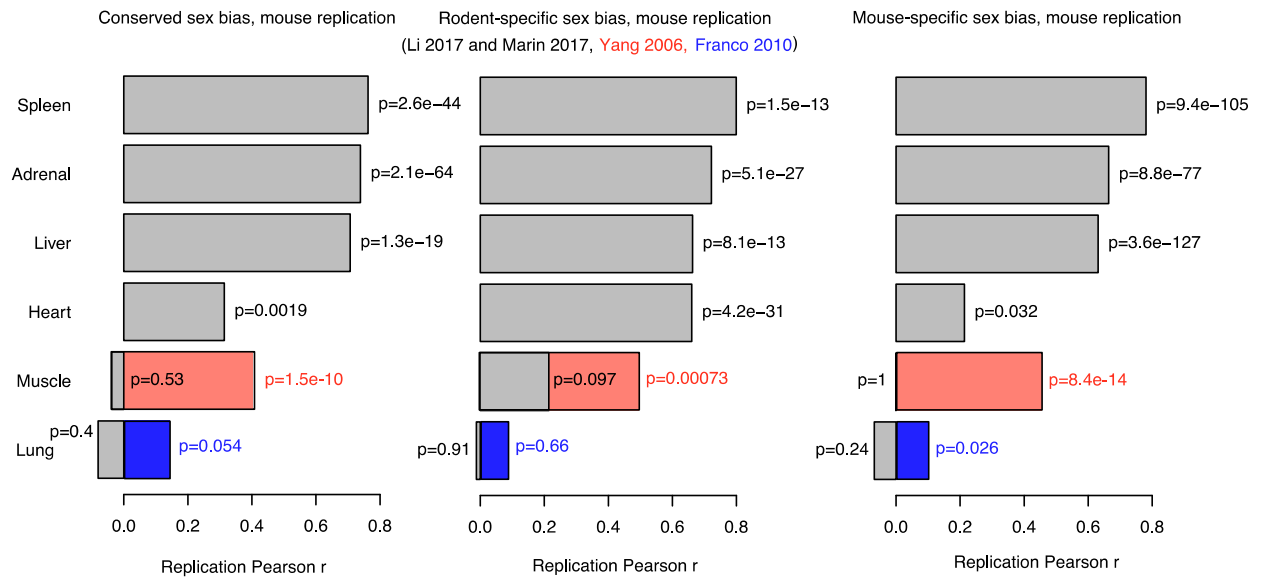 Conserved sex bias, mouse replication
Rodent-specific sex bias, mouse replication
Mouse-specific sex bias, mouse replication
(Li 2017 and Marin 2017, Yang 2006, Franco 2010)
Spleen
p=2.6e−44
p=1.5e−13
p=9.4e−105
Adrenal
p=2.1e−64
p=5.1e−27
p=8.8e−77
Liver
p=1.3e−19
p=8.1e−13
p=3.6e−127
Heart
p=0.0019
p=4.2e−31
p=0.032
Muscle
p=0.53
p=1.5e−10
p=0.097
p=0.00073
p=1
p=8.4e−14
Lung
p=0.4
p=0.054
p=0.91
p=0.66
p=0.24
p=0.026
0.0 0.2 0.4 0.6 0.8
0.0 0.2 0.4 0.6 0.8
0.0 0.2 0.4 0.6 0.8
Replication Pearson r
Replication Pearson r
Replication Pearson r